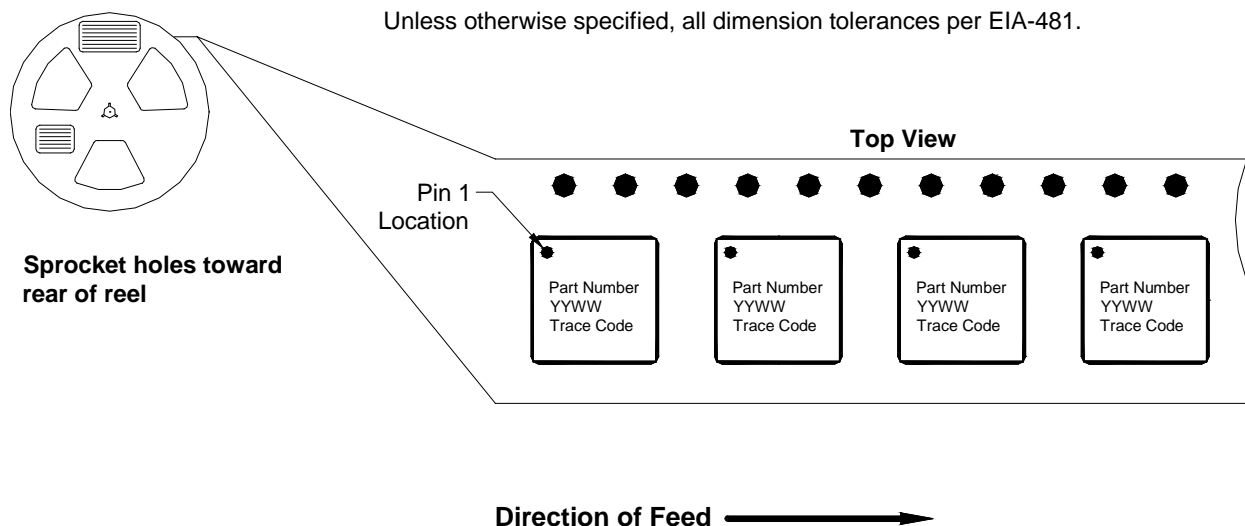 Unless otherwise specified, all dimension tolerances per EIA-481.
Top View
Pin 1
Location
Sprocket holes toward
rear of reel
Part Number
YYWW
Trace Code
Part Number
YYWW
Trace Code
Part Number
YYWW
Trace Code
Part Number
YYWW
Trace Code
Direction of Feed